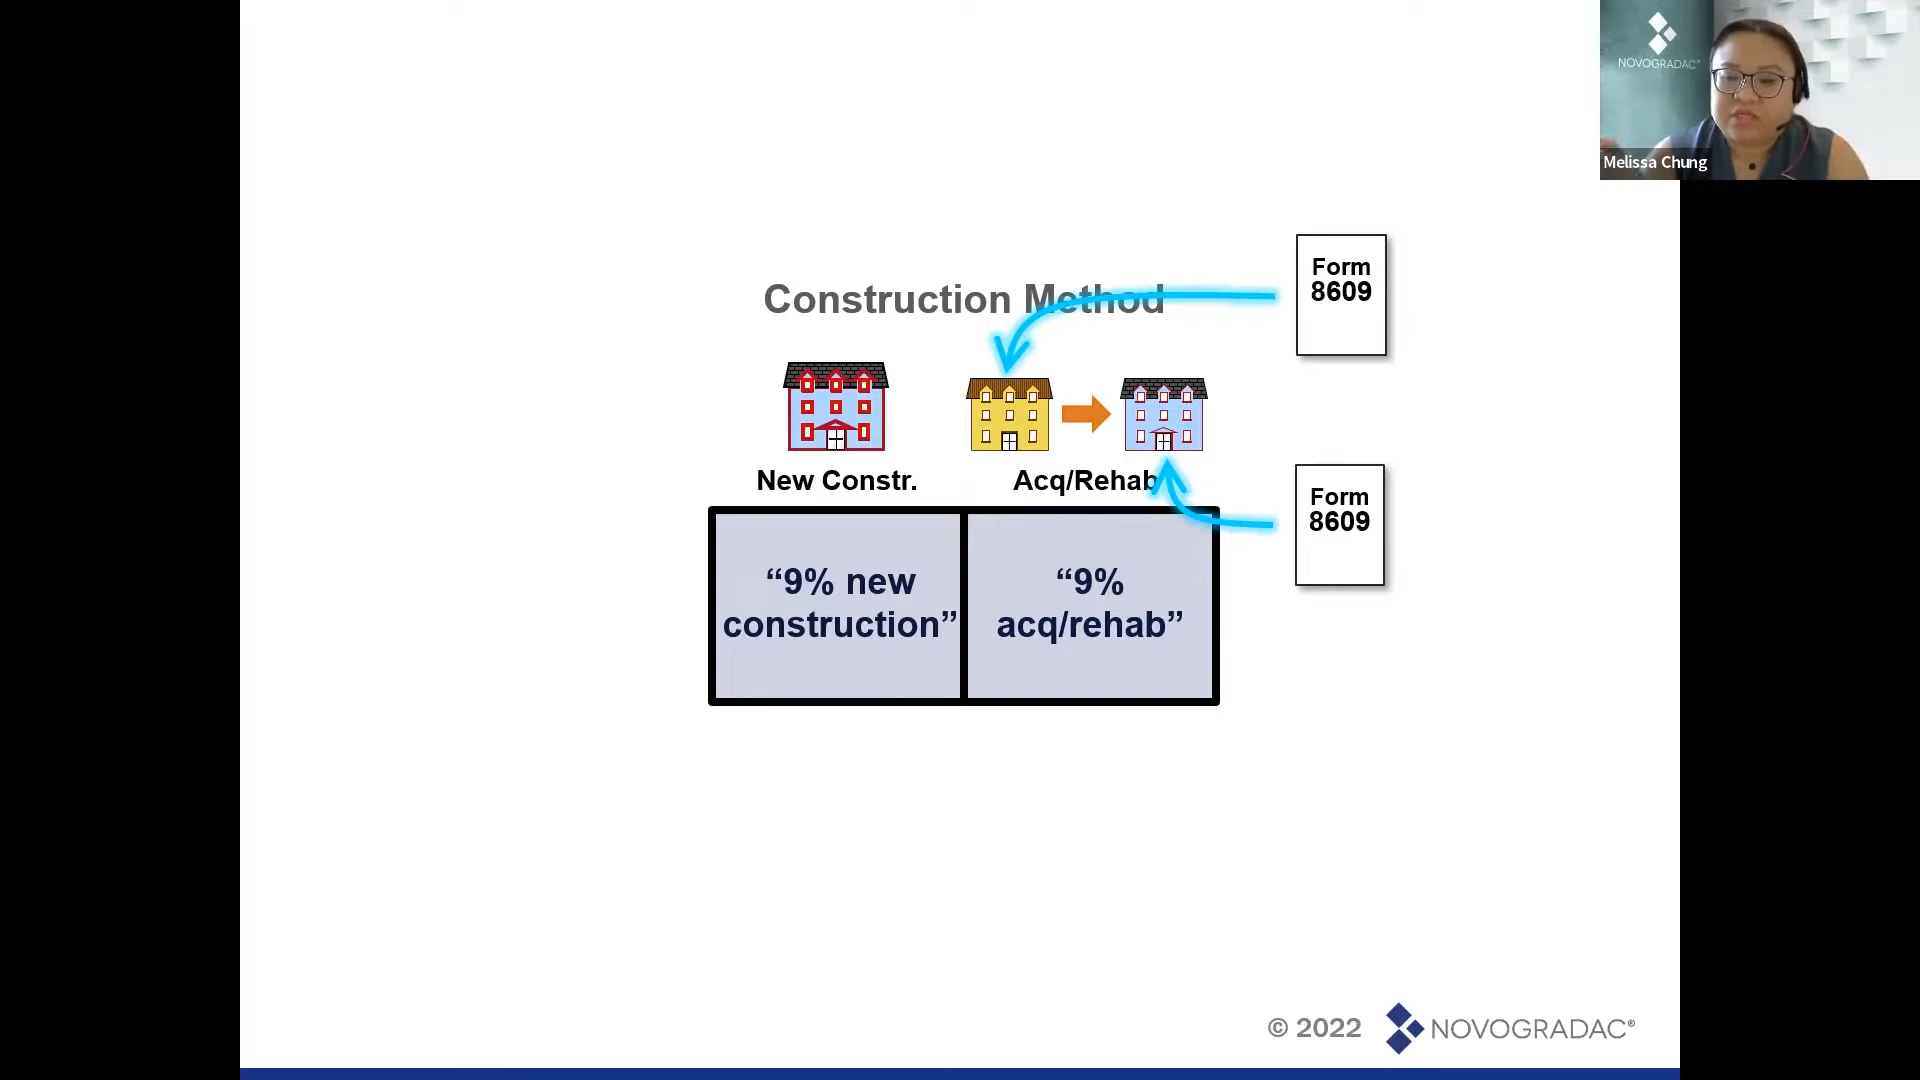 NOVOGRADAC®
Melissa Chung
Form
8609
Construction Method
New Constr.
Acq/Rehab
Form
8609
“9% new
construction”
“9%
acq/rehab”
© 2022
NOVOGRADAC®